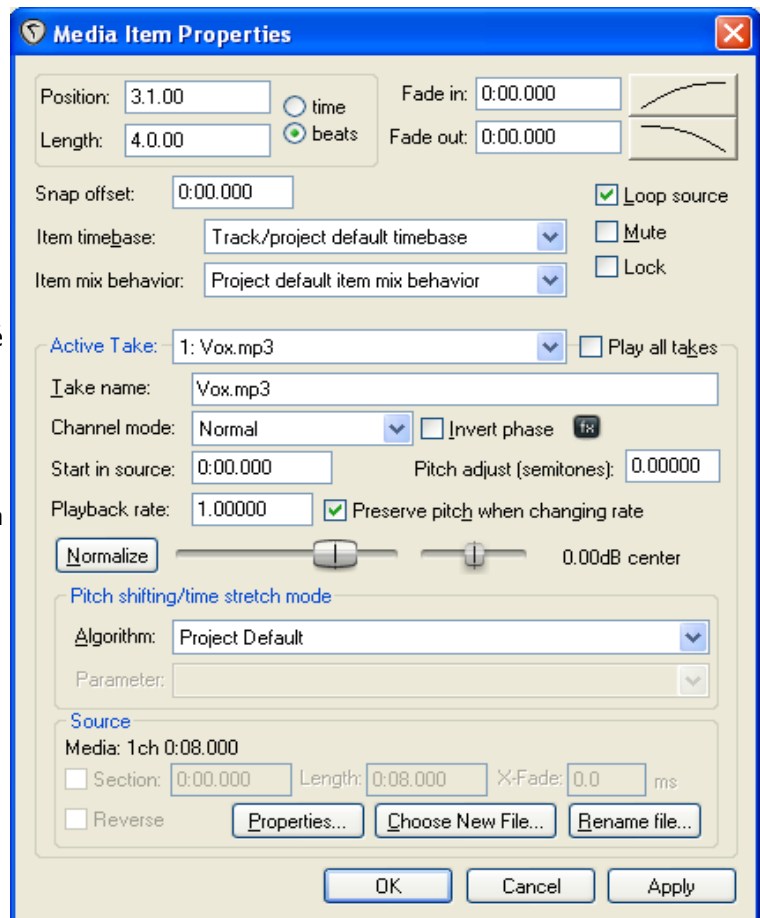 Media Item Properties
Position: 3.1.00 time Fade in: 0:00.000
Length: 4.0.00 beats Fade out: 0:00.000
Snap offset: 0:00.000 Loop source
Item timebase: Track/project default timebase Mute
Item mix behavior: Project default item mix behavior Lock
Active Take: 1: Vox.mp3 Play all takes
Take name: Vox.mp3
Channel mode: Normal Invert phase fx
Start in source: 0:00.000 Pitch adjust (semitones): 0.00000
Playback rate: 1.00000 Preserve pitch when changing rate
Normalize 0.00dB center
Pitch shifting/time stretch mode
Algorithm: Project Default
Parameter:
Source
Media: 1ch 0:08.000
Section: 0:00.000 Length: 0:08.000 X-Fade: 0.0 ms
Reverse Properties... Choose New File... Rename file...
OK Cancel Apply